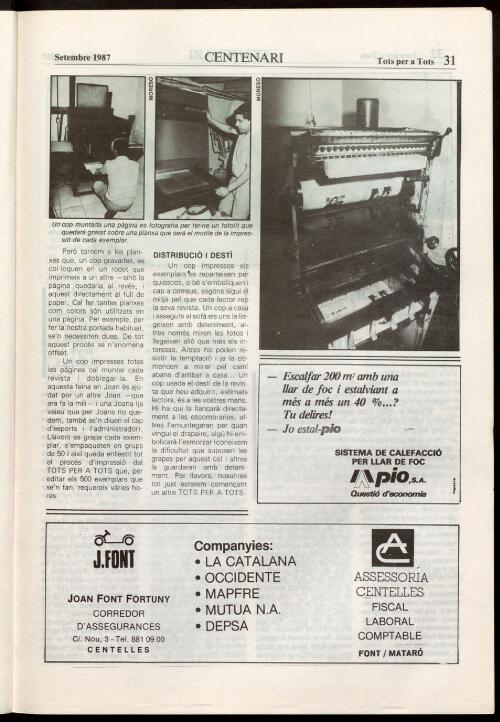 Setembre 1987
CENTENARI
Tots per a Tots 31
MORESO
MORESO
Un cop muntada una pàgina es fotografia per fer-ne un fotolit que
quedarà gravat sobre una planxa que serà el motlle de la impres-
sió de cada exemplar.
Però tornem a les plan-
xes que, un cop gravades, es
col·loquen en un rodet que
imprimeix a un altre —sinó la
pàgina quedaria al revés, i
aquest directament al full de
paper. Cal fer tantes planxes
com colors són utilitzats en
una pàgina. Per exemple, per
fer la nostra portada habitual,
se'n necessiten dues. De tot
aquest procés se n'anomena
offset.
Un cop impresses totes
les pàgines cal muntar cada
revista i doblegar-la. En
aquesta feina en Joan és aju-
dat per un altre Joan —que
ara fa la mili— i una Joana (ja
veieu que per Joans no que-
dem, també se'n diuen el cap
d'esports i l'administrador).
Llavors es grapa cada exem-
plar, s'empaqueten en grups
de 50 i així queda enllestit tot
el procés d'impressió del
TOTS PER A TOTS que, per
editar els 500 exemplars que
se'n fan, requereix vàries ho-
res.
DISTRIBUCIÓ I DESTÍ
Un cop impresses els
exemplars es reparteixen per
quioscos, o bé s'emboliquen i
cap a correus, segons sigui el
mitjà pel que cada lector rep
la seva revista. Un cop a casa
i asseguts al sofà els uns la lle-
geixen amb deteniment, al-
tres només miren les fotos i
llegeixen allò que més els in-
teressa. Altres no poden re-
sistir la temptació i ja la co-
mencen a mirar pel camí
abans d'arribar a casa... Un
cop usada el destí de la revis-
ta que heu adquirit, estimats
lectors, és a les vostres mans.
Hi ha qui la llançarà directa-
ment a les escombraries, al-
tres l'amuntegaran per quan
vingui el drapaire, algú hi em-
bolicarà l'esmorzar (coneixem
la dificultat que suposen les
grapes per aquest ús) i altres
la guardaran amb deteni-
ment. Per llavors, nosaltres
tot just estarem començant
un altre TOTS PER A TOTS.
— Escalfar 200 m² amb una
llar de foc i estalviant a
més a més un 40 %...?
Tu delires!
— Jo estal-pio
SISTEMA DE CALEFACCIÓ
PER LLAR DE FOC
pio, S.A.
Qüestió d'economia
J.FONT
JOAN FONT FORTUNY
CORREDOR
D'ASSEGURANCES
C/. Nou, 3 - Tel. 881 09 00
CENTELLES
Companyies:
• LA CATALANA
• OCCIDENTE
• MAPFRE
• MUTUA N.A.
• DEPSA
AC
ASSESSORIA
CENTELLES
FISCAL
LABORAL
COMPTABLE
FONT / MATARÓ